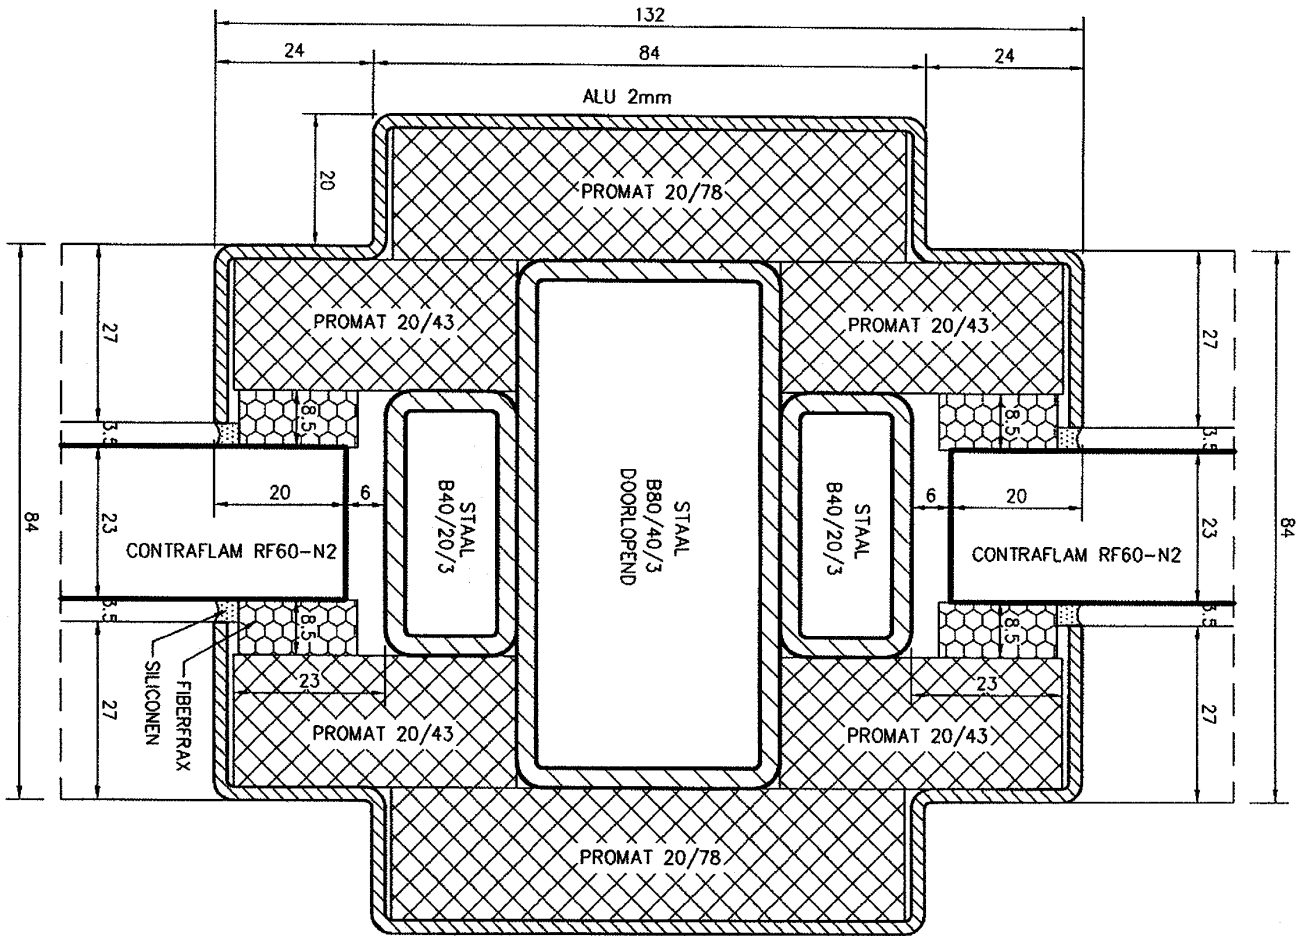 132
24
84
24
ALU 2mm
20
PROMAT 20/78
PROMAT 20/43
PROMAT 20/43
27
27
8.5
8.5
3.5
3.5
STAAL
B40/20/3
STAAL
B80/40/3
DOORLOPEND
STAAL
B40/20/3
20
6
6
20
84
23
23
84
CONTRAFLAM RF60-N2
CONTRAFLAM RF60-N2
3.5
3.5
8.5
8.5
SILICONEN
FIBERFRAX
23
23
27
27
PROMAT 20/43
PROMAT 20/43
PROMAT 20/78